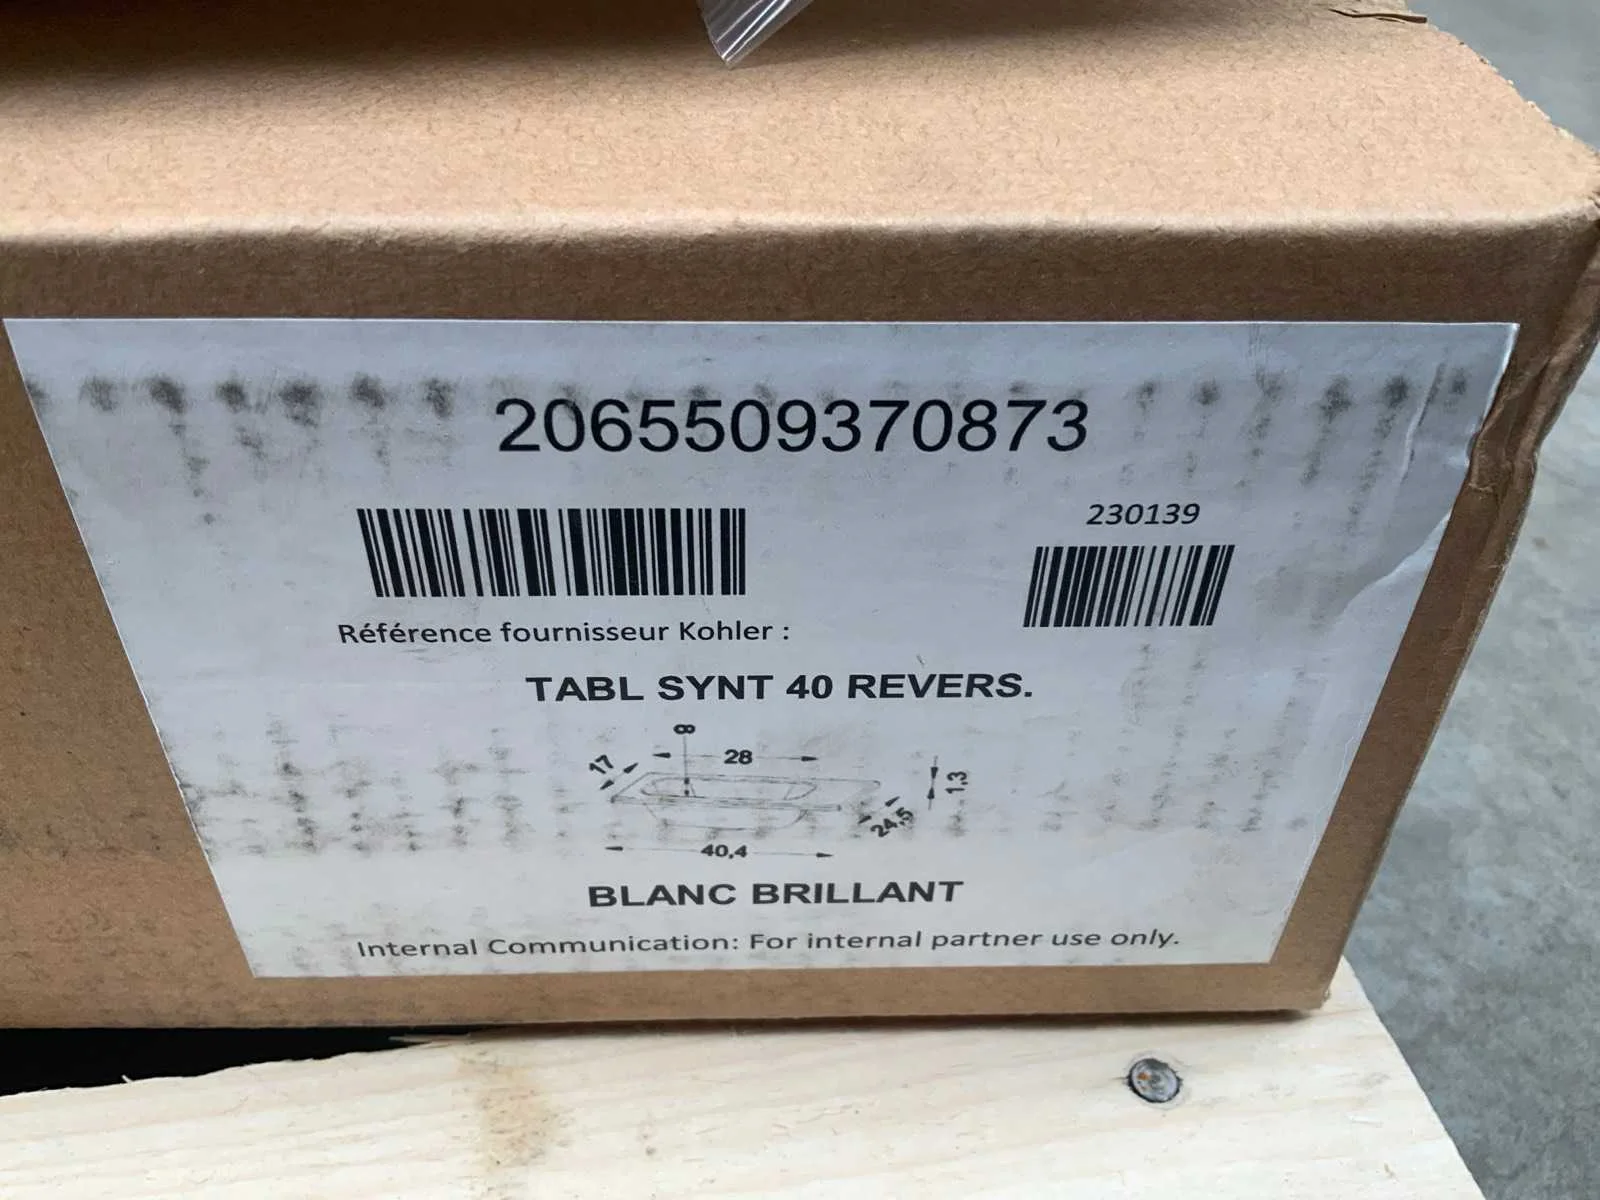 2065509370873
230139
Référence fournisseur Kohler :
TABL SYNT 40 REVERS.
8
28
17
1,3
24,5
40,4
BLANC BRILLANT
Internal Communication: For internal partner use only.